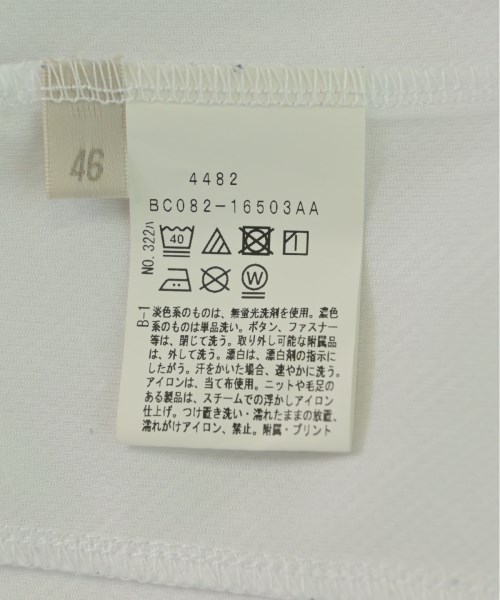 46
4482
BC082-16503AA
40
W
NO.322ﾊ
B-1
淡色系のものは、無蛍光洗剤を使用。濃色
系のものは単品洗い。ボタン、ファスナー
等は、閉じて洗う。取り外し可能な附属品
は、外して洗う。漂白は、漂白剤の指示に
したがう。汗をかいた場合、速やかに洗う。
アイロンは、当て布使用。ニットや毛足の
ある製品は、スチームでの浮かしアイロン
仕上げ。つけ置き洗い・濡れたままの放置、
濡れがけアイロン、禁止。附属・プリント